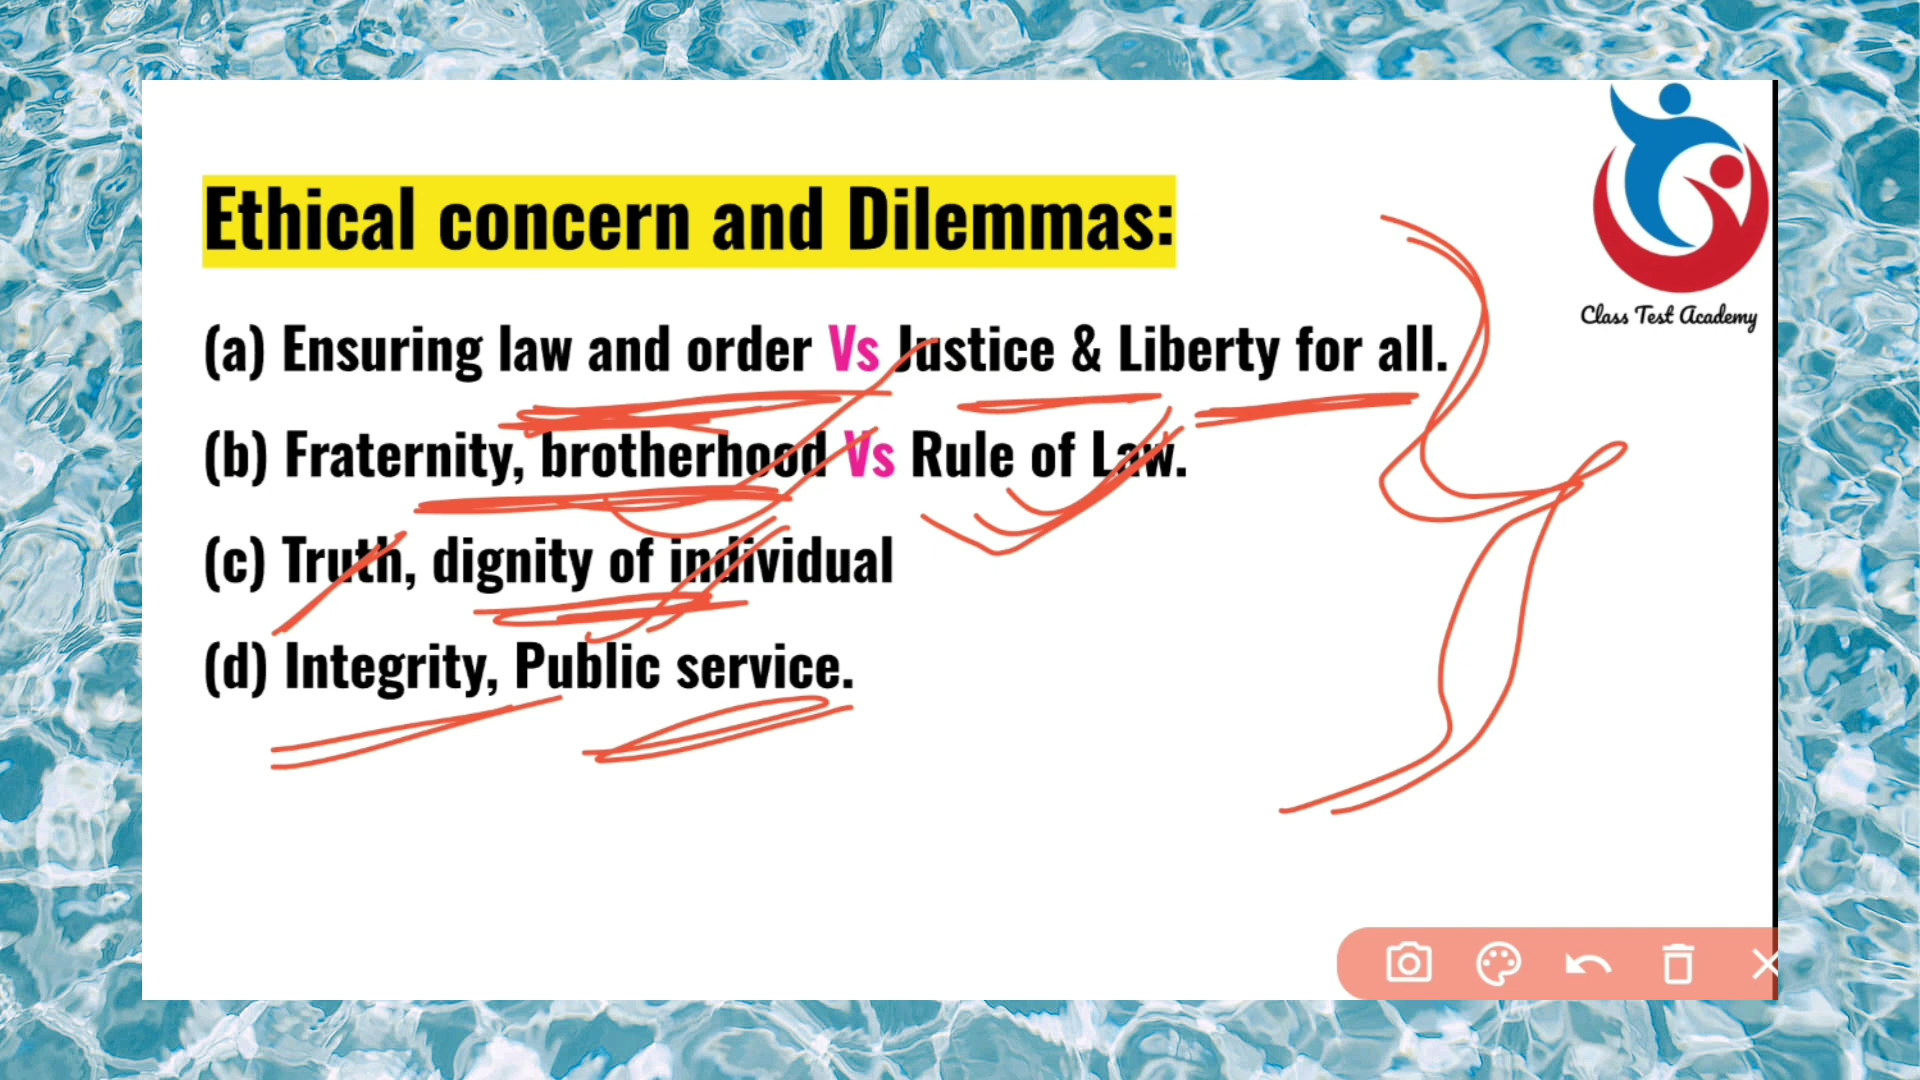 Ethical concern and Dilemmas:
(a) Ensuring law and order Vs Justice & Liberty for all.
(b) Fraternity, brotherhood Vs Rule of Law.
(c) Truth, dignity of individual
(d) Integrity, Public service.
Class Test Academy